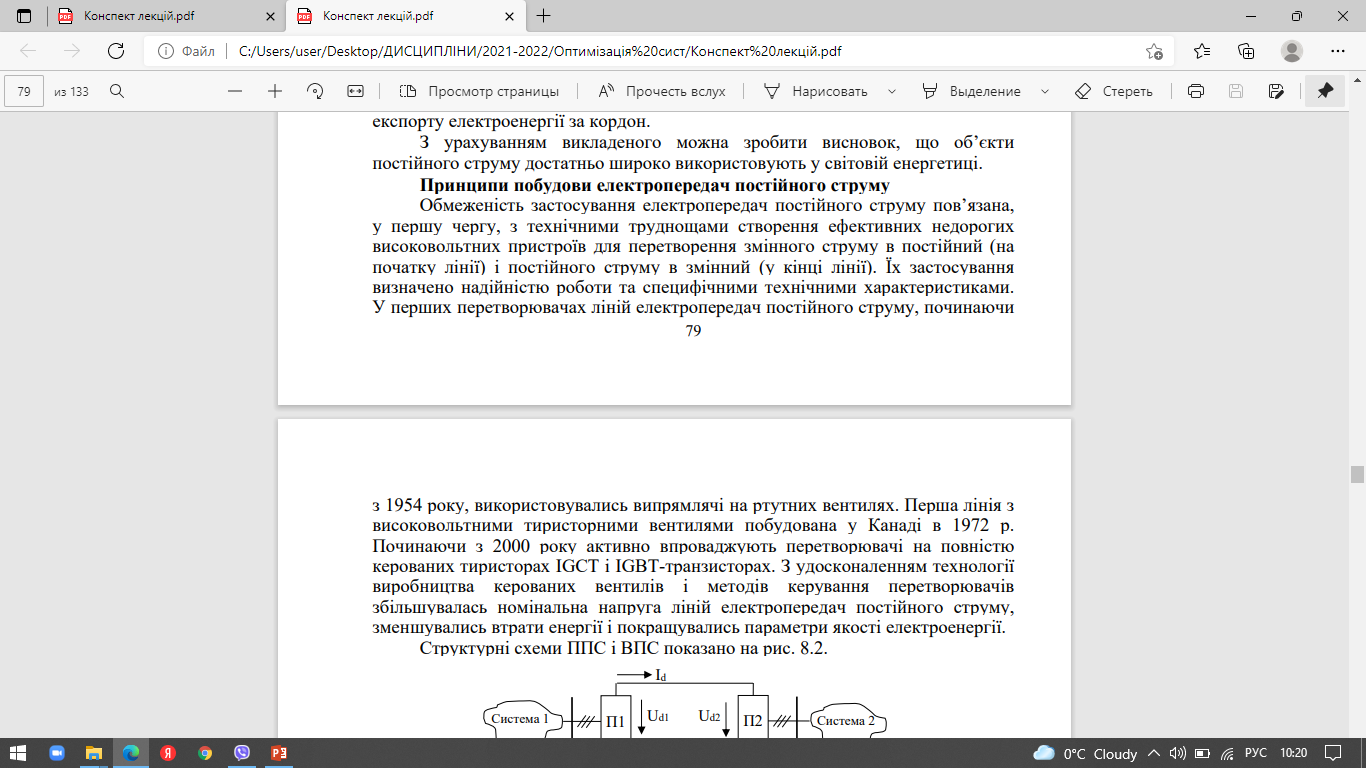 Конспект лекцій.pdf
Конспект лекцій.pdf
Файл
C:/Users/user/Desktop/ДИСЦИПЛІНИ/2021-2022/Оптимізація%20сист/Конспект%20лекцій.pdf
79 из 133
Просмотр страницы
Прочесть вслух
Нарисовать
Выделение
Стереть
експорту електроенергії за кордон.
З урахуванням викладеного можна зробити висновок, що об’єкти
постійного струму достатньо широко використовують у світовій енергетиці.
Принципи побудови електропередач постійного струму
Обмеженість застосування електропередач постійного струму пов’язана,
у першу чергу, з технічними труднощами створення ефективних недорогих
високовольтних пристроїв для перетворення змінного струму в постійний (на
початку лінії) і постійного струму в змінний (у кінці лінії). Їх застосування
визначено надійністю роботи та специфічними технічними характеристиками.
У перших перетворювачах ліній електропередач постійного струму, починаючи
79
з 1954 року, використовувались випрямлячі на ртутних вентилях. Перша лінія з
високовольтними тиристорними вентилями побудована у Канаді в 1972 р.
Починаючи з 2000 року активно впроваджують перетворювачі на повністю
керованих тиристорах IGCT і IGBT-транзисторах. З удосконаленням технології
виробництва керованих вентилів і методів керування перетворювачів
збільшувалась номінальна напруга ліній електропередач постійного струму,
зменшувались втрати енергії і покращувались параметри якості електроенергії.
Структурні схеми ППС і ВПС показано на рис. 8.2.
Id
Система 1
П1
Ud1
Ud2
П2
Система 2
0°C Cloudy
РУС
10:20